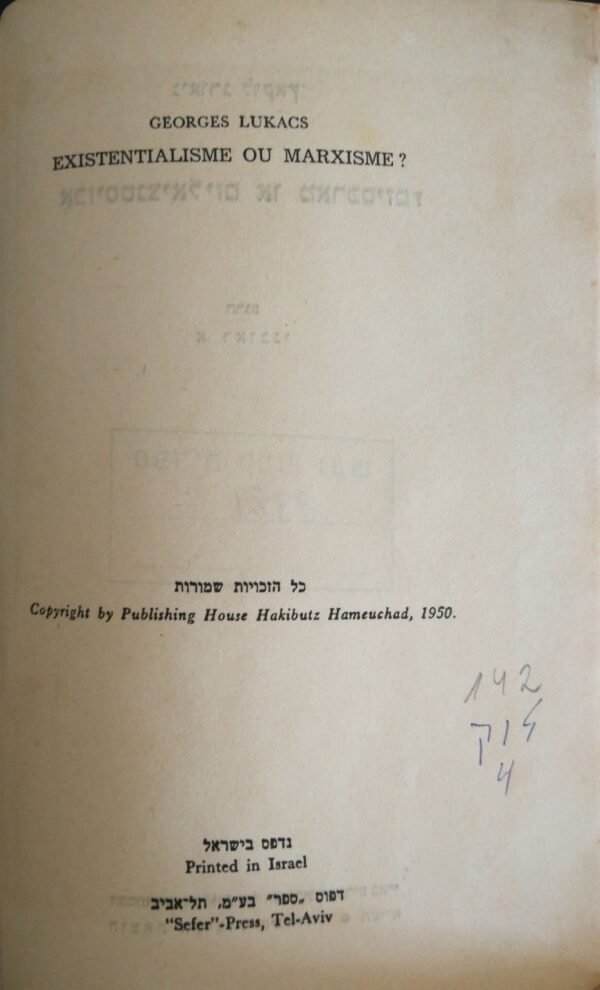 GEORGES LUKACS
EXISTENTIALISME OU MARXISME?
כל הזכויות שמורות
Copyright by Publishing House Hakibutz Hameuchad, 1950.
142
לוק
4
נדפס בישראל
Printed in Israel
דפוס „ספר” בע״מ, תל־אביב
"Sefer"-Press, Tel-Aviv